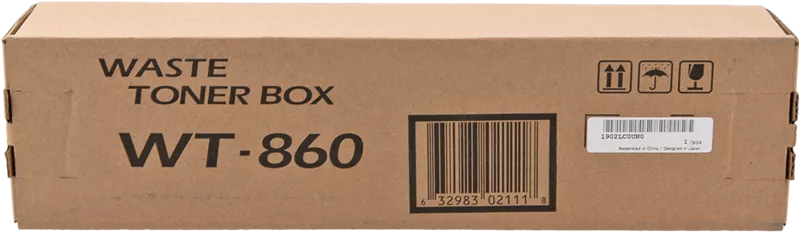 WASTE
TONER BOX
WT-860
6 32983 02111 8
1902LC0UN0
1/pcs
Assembled in China / Designed in Japan